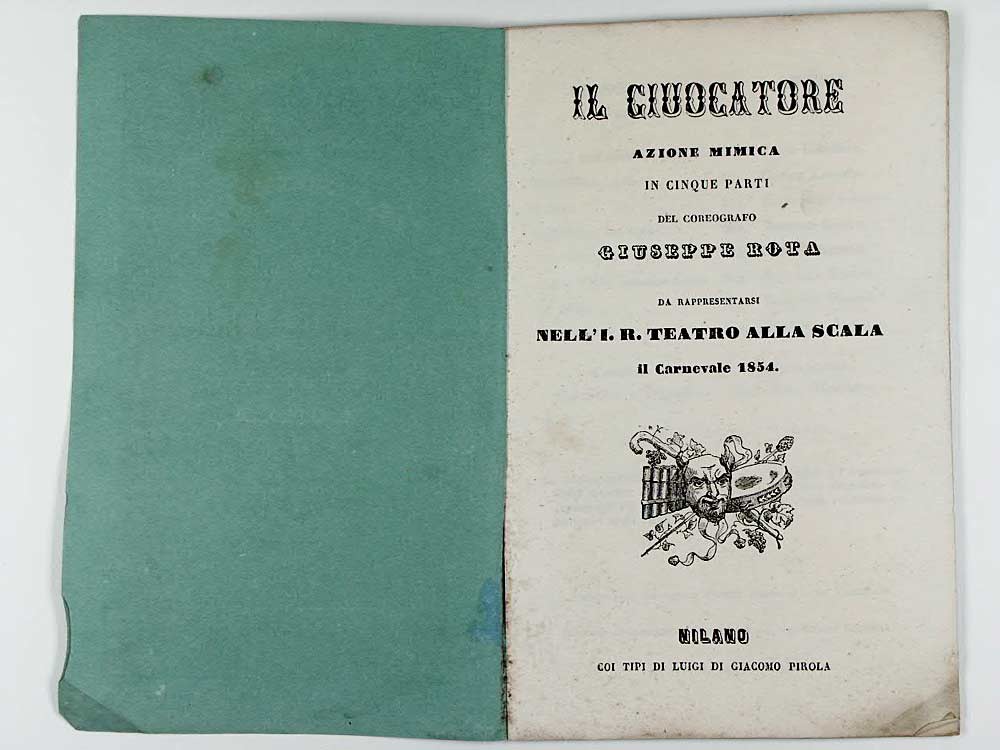 IL GIUOCATORE
AZIONE MIMICA
IN CINQUE PARTI
DEL COREOGRAFO
GIUSEPPE ROTA
DA RAPPRESENTARSI
NELL' I. R. TEATRO ALLA SCALA
il Carnevale 1854.
MILANO
COI TIPI DI LUIGI DI GIACOMO PIROLA